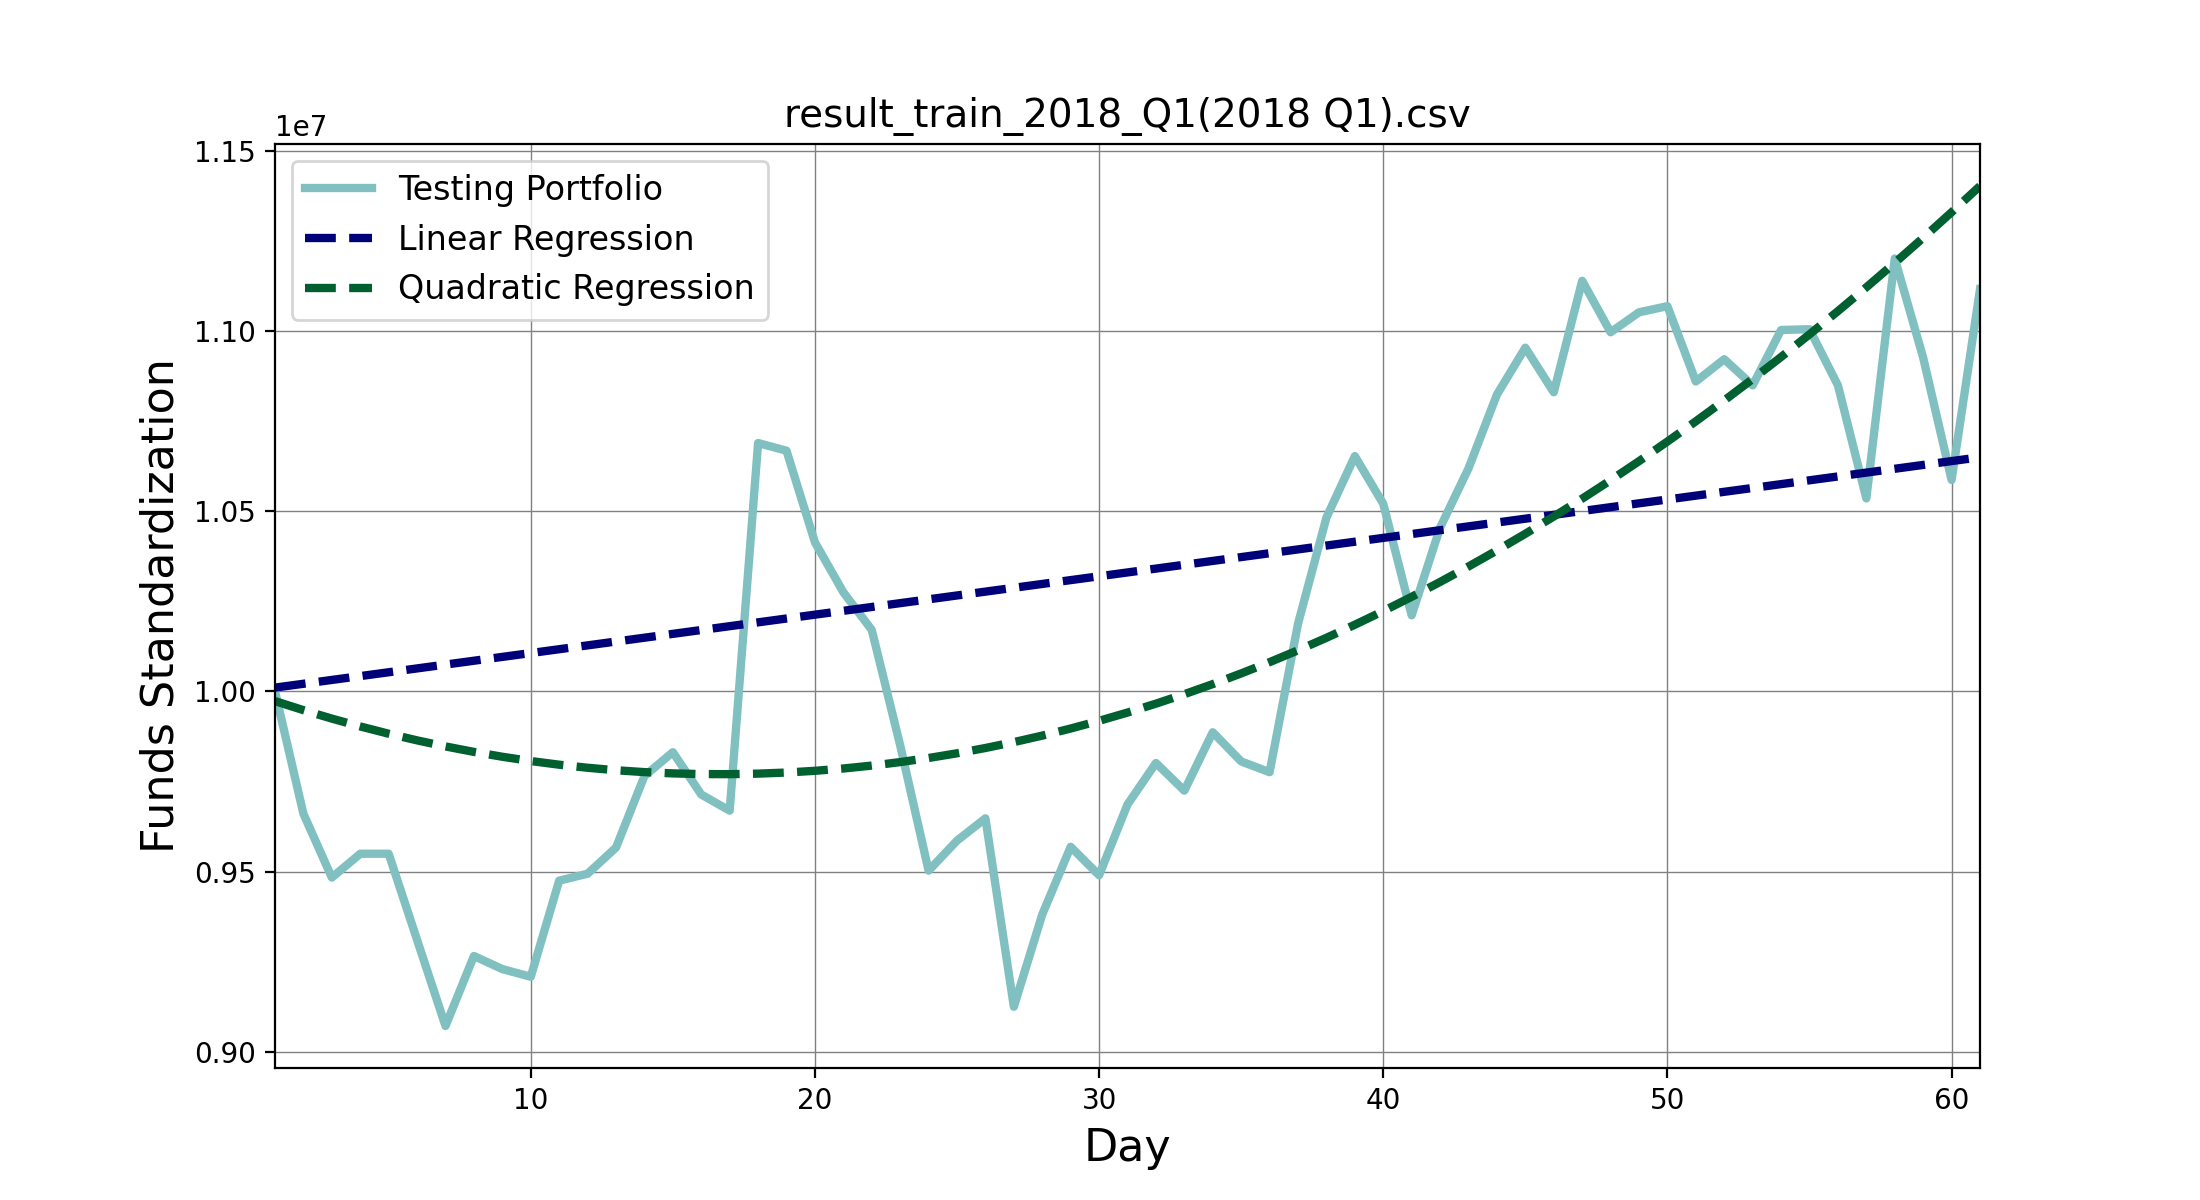 result_train_2018_Q1(2018 Q1).csv
1e7
1.15
1.10
1.05
1.00
0.95
0.90
Funds Standardization
Testing Portfolio
Linear Regression
Quadratic Regression
10 20 30 40 50 60
Day